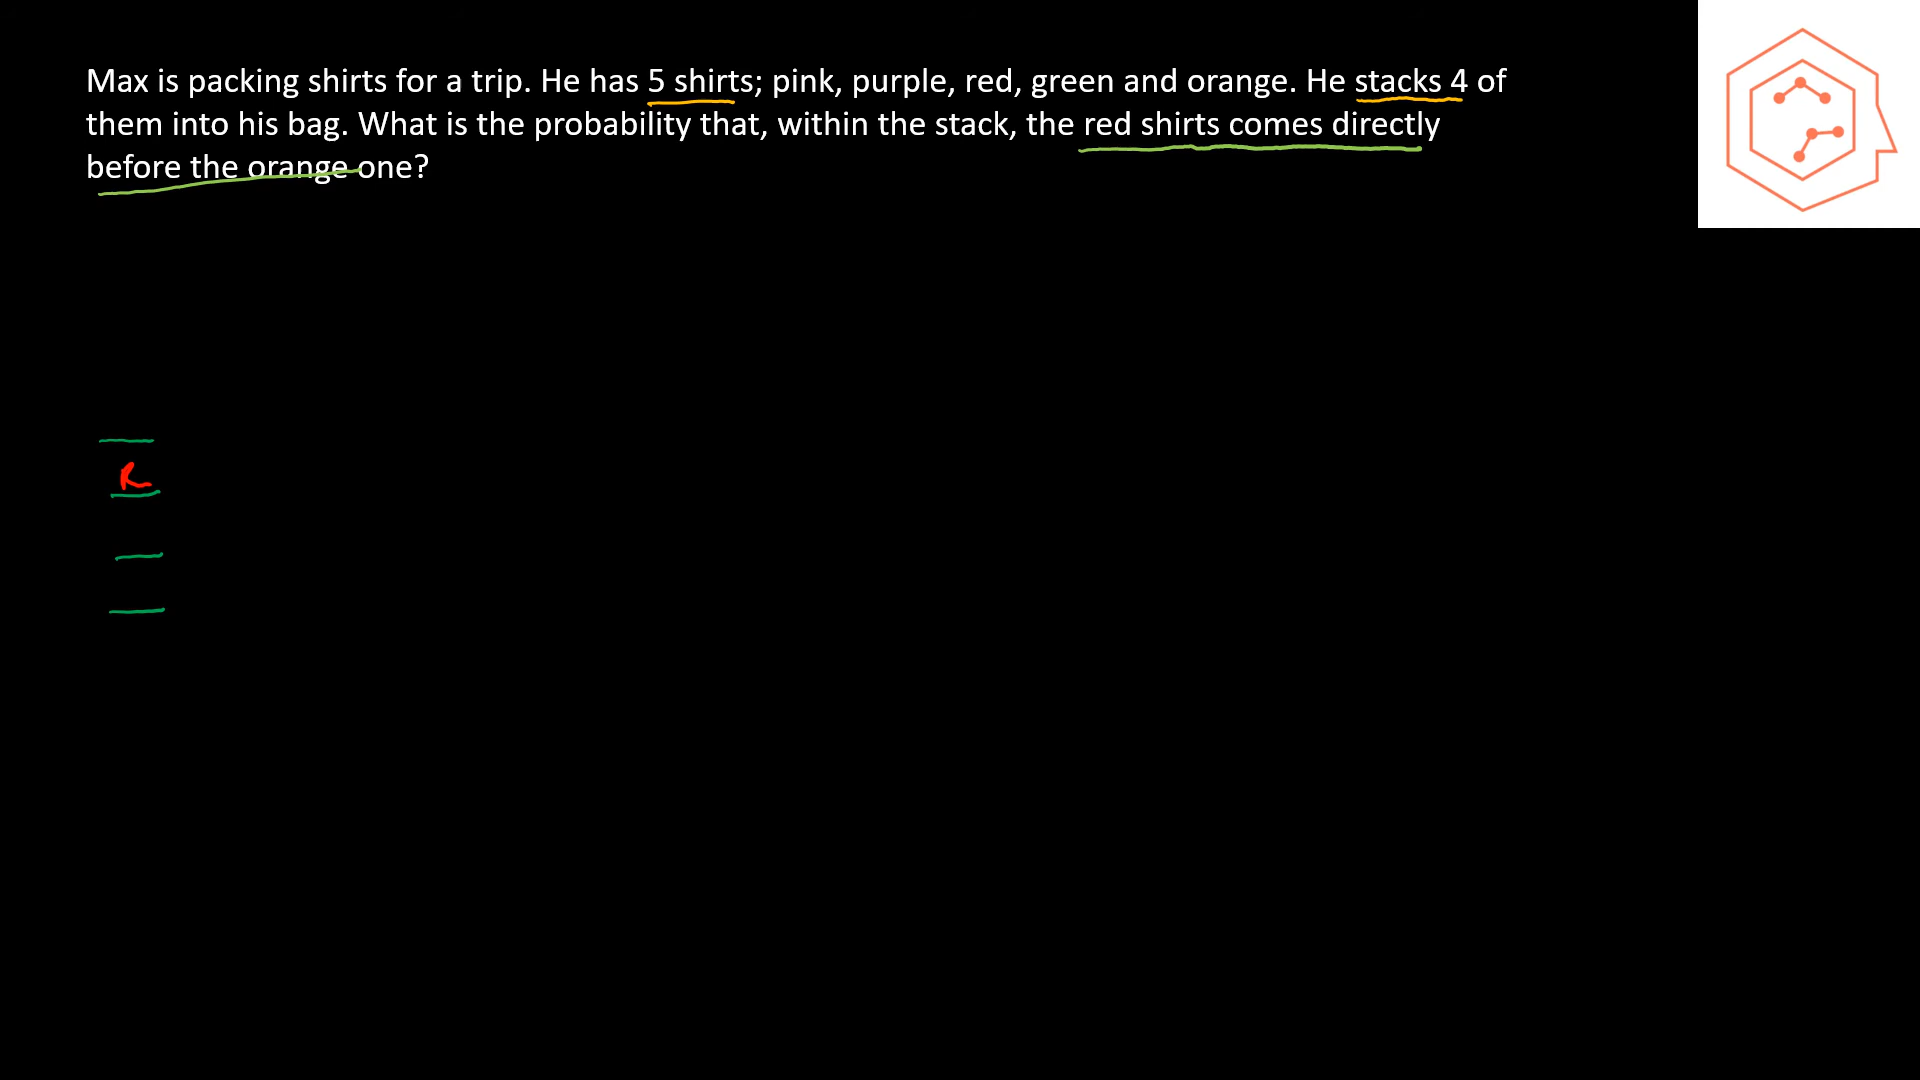 Max is packing shirts for a trip. He has 5 shirts; pink, purple, red, green and orange. He stacks 4 of
them into his bag. What is the probability that, within the stack, the red shirts comes directly
before the orange one?
R